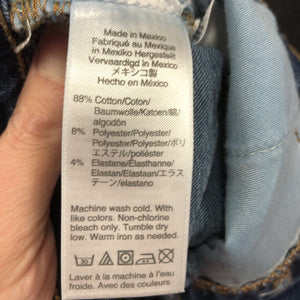 Made in Mexico
Fabriqué au Mexique
in Mexiko Hergestellt
Vervaardigd in Mexico
メキシコ製
Hecho en México
88% Cotton/Coton/
Baumwolle/Katoen/綿/
algodón
8% Polyester/Polyester/
Polyester/Polyester/ポリ
エステル/poliéster
4% Elastane/Élasthanne/
Elastan/Elastaan/エラス
テーン/elastano
Machine wash cold. With
like colors. Non-chlorine
bleach only. Tumble dry
low. Warm iron as needed.
Laver à la machine à l'eau
froide. Avec des couleurs